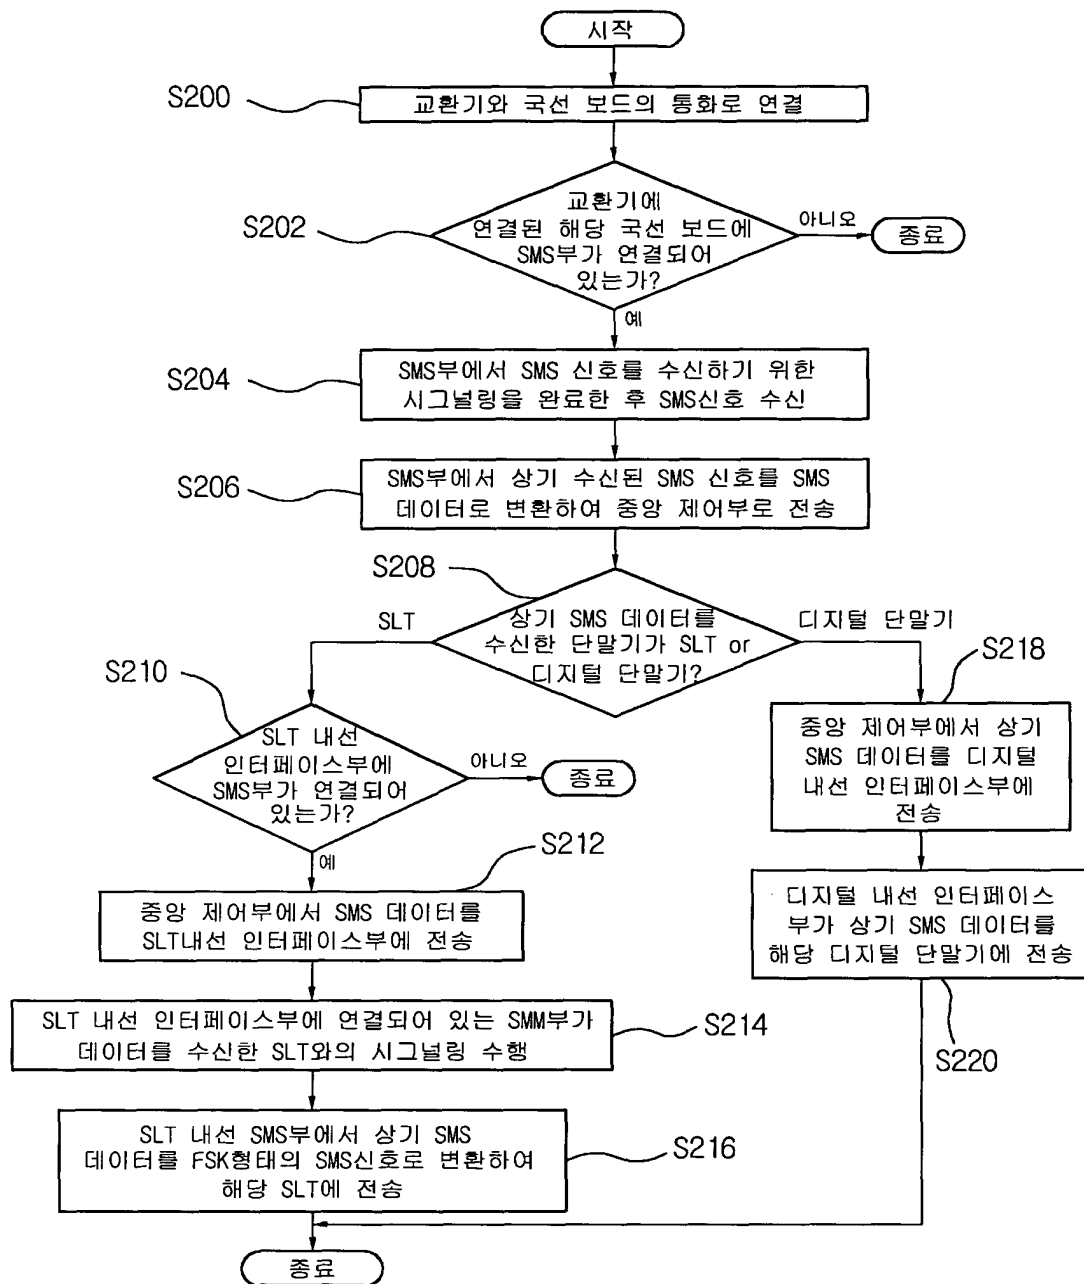 시작
S200
교환기와 국선 보드의 통화로 연결
S202
교환기에
연결된 해당 국선 보드에
SMS부가 연결되어
있는가?
아니오
종료
예
S204
SMS부에서 SMS 신호를 수신하기 위한
시그널링을 완료한 후 SMS신호 수신
S206
SMS부에서 상기 수신된 SMS 신호를 SMS
데이터로 변환하여 중앙 제어부로 전송
S208
SLT
상기 SMS 데이터를
수신한 단말기가 SLT or
디지털 단말기?
디지털 단말기
S210
SLT 내선
인터페이스부에
SMS부가 연결되어
있는가?
아니오
종료
예
S212
중앙 제어부에서 SMS 데이터를
SLT내선 인터페이스부에 전송
SLT 내선 인터페이스부에 연결되어 있는 SMM부가
데이터를 수신한 SLT와의 시그널링 수행
S214
SLT 내선 SMS부에서 상기 SMS
데이터를 FSK형태의 SMS신호로 변환하여
해당 SLT에 전송
S216
S218
중앙 제어부에서 상기
SMS 데이터를 디지털
내선 인터페이스부에
전송
디지털 내선 인터페이스
부가 상기 SMS 데이터를
해당 디지털 단말기에 전송
S220
종료